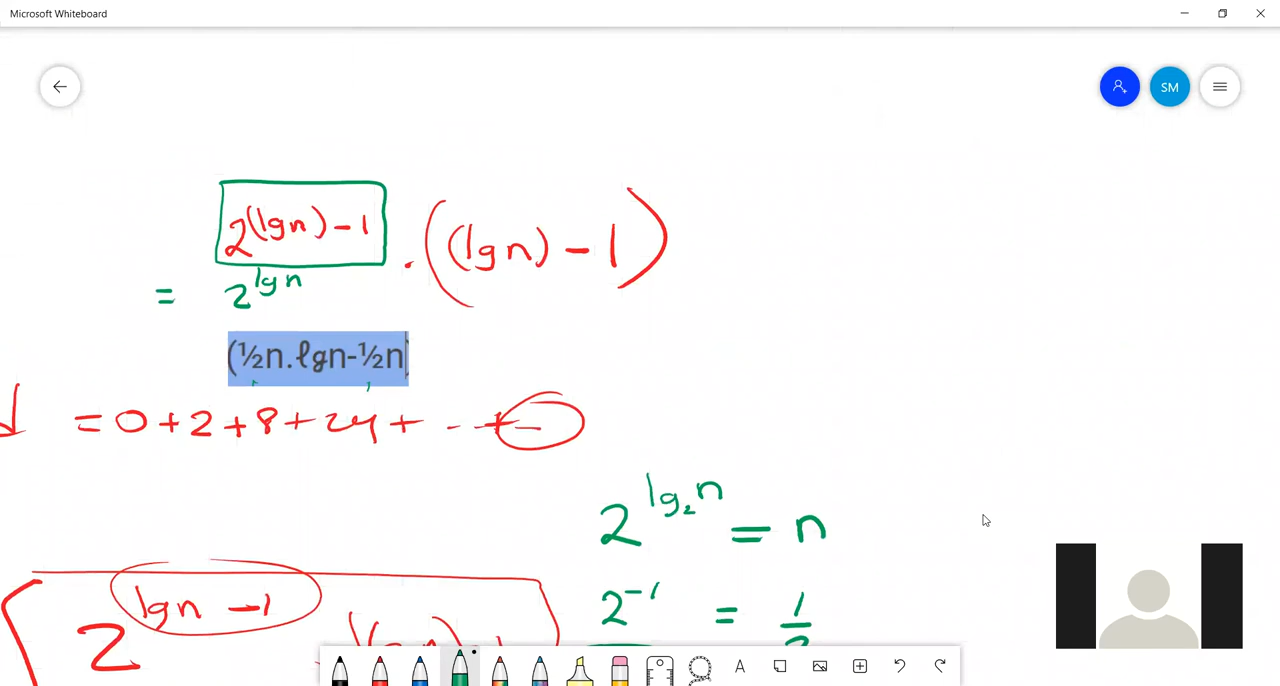 Microsoft Whiteboard
SM
2^(lgn) - 1 . ((lgn) - 1)
= 2^lgn
(½n.lgn-½n)
= 0 + 2 + 8 + 24 + - - + -
2^lg₂n = n
2^-1 = 1/2
2^lgn - 1
A